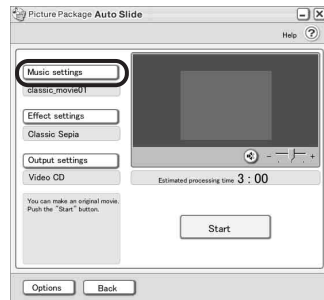 Picture Package Auto Slide
Help ?
Music settings
classic_movie01
Effect settings
Classic Sepia
Output settings
Video CD
Estimated processing time 3 : 00
You can make an original movie.
Push the "Start" button.
Start
Options
Back